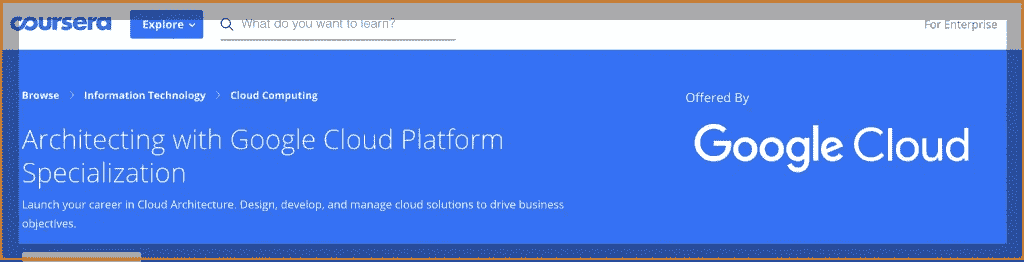 coursera Explore What do you want to learn? For Enterprise
Browse > Information Technology > Cloud Computing
Offered By
Architecting with Google Cloud Platform
Specialization
Google Cloud
Launch your career in Cloud Architecture. Design, develop, and manage cloud solutions to drive business
objectives.